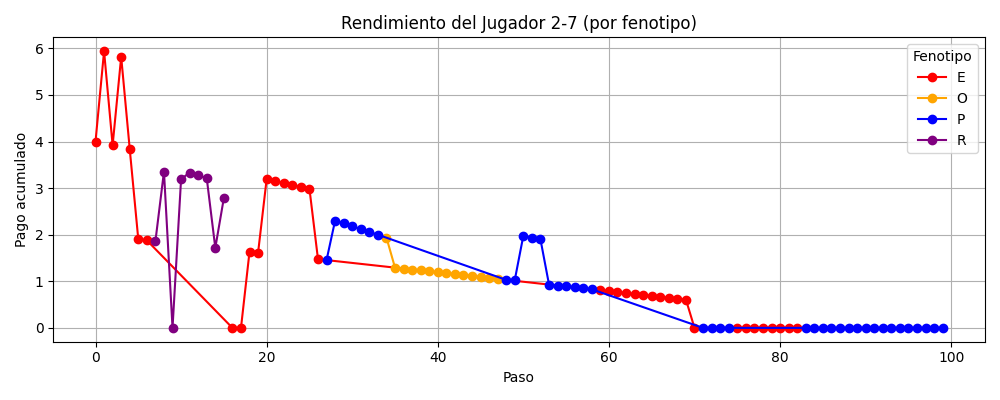 Rendimiento del Jugador 2-7 (por fenotipo)
Pago acumulado
6
5
4
3
2
1
0
0 20 40 60 80 100
Paso
Fenotipo
E
O
P
R